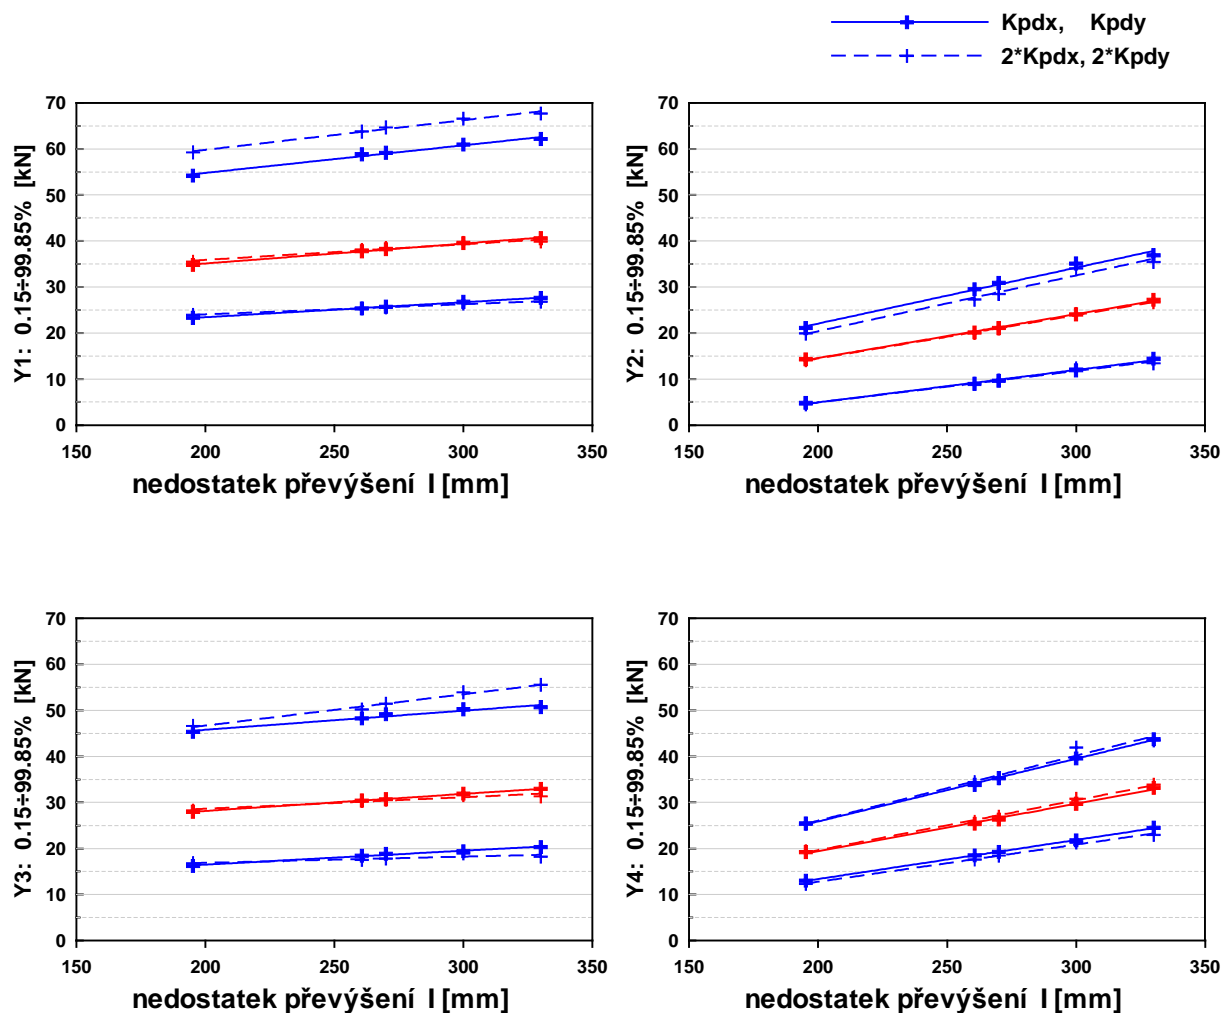 Kpdx, Kpdy
2*Kpdx, 2*Kpdy
Y1: 0.15÷99.85% [kN]
70
60
50
40
30
20
10
0
150 200 250 300 350
nedostatek převýšení I [mm]
Y2: 0.15÷99.85% [kN]
70
60
50
40
30
20
10
0
150 200 250 300 350
nedostatek převýšení I [mm]
Y3: 0.15÷99.85% [kN]
70
60
50
40
30
20
10
0
150 200 250 300 350
nedostatek převýšení I [mm]
Y4: 0.15÷99.85% [kN]
70
60
50
40
30
20
10
0
150 200 250 300 350
nedostatek převýšení I [mm]